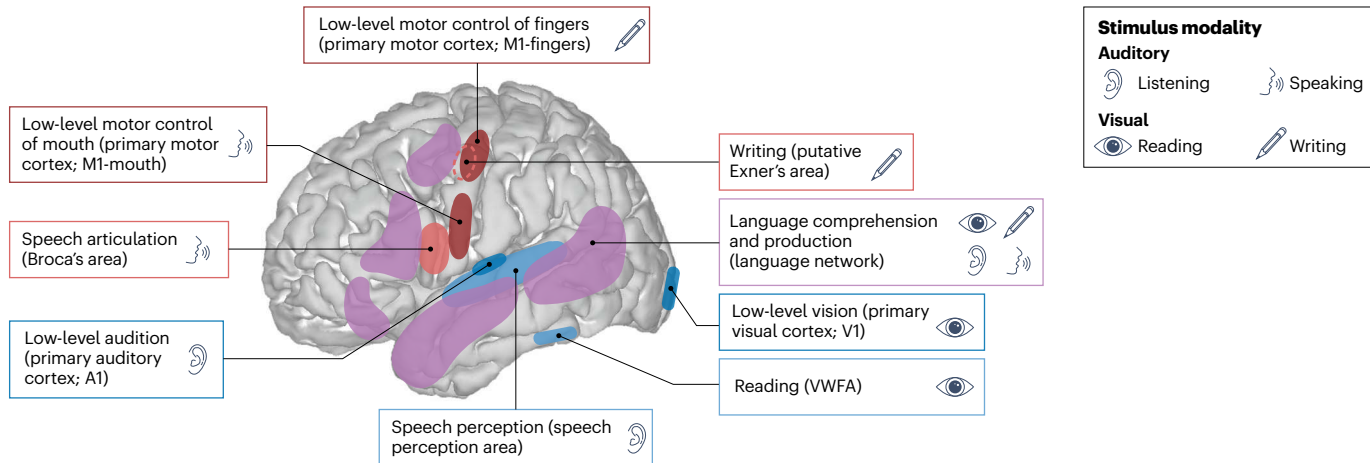 Low-level motor control of fingers
(primary motor cortex; M1-fingers)
Low-level motor control
of mouth (primary motor
cortex; M1-mouth)
Speech articulation
(Broca's area)
Low-level audition
(primary auditory
cortex; A1)
Speech perception (speech
perception area)
Writing (putative
Exner's area)
Language comprehension
and production
(language network)
Low-level vision (primary
visual cortex; V1)
Reading (VWFA)
Stimulus modality
Auditory
Listening Speaking
Visual
Reading Writing